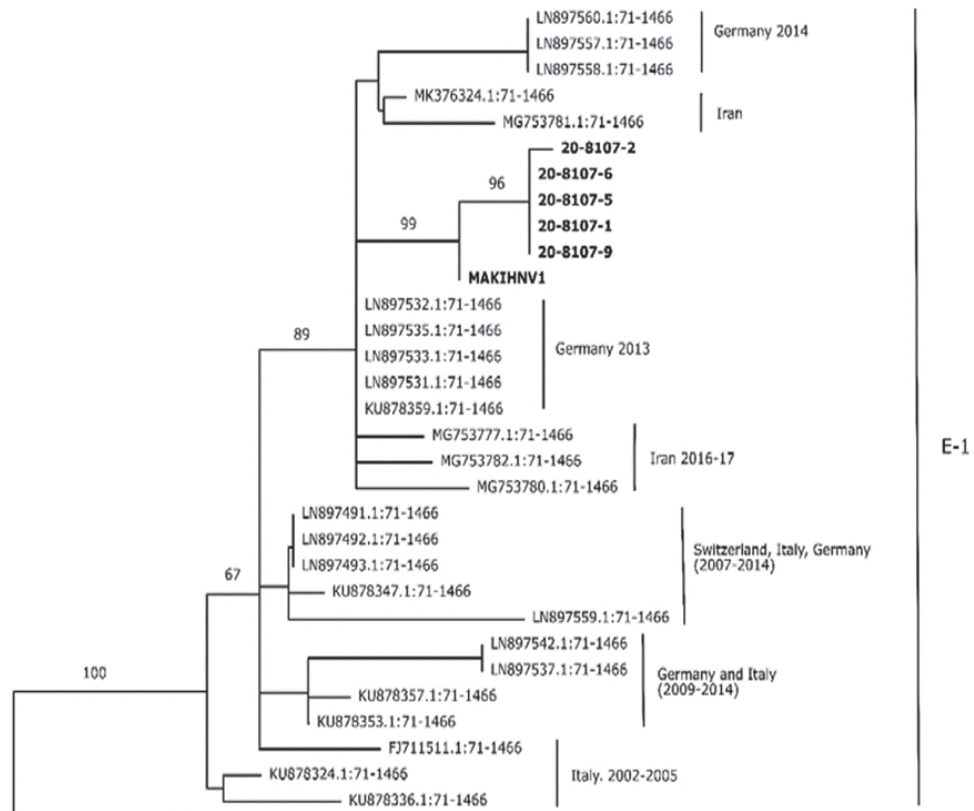 LN897560.1:71-1466
LN897557.1:71-1466
LN897558.1:71-1466
Germany 2014
MK376324.1:71-1466
MG753781.1:71-1466
Iran
20-8107-2
96
20-8107-6
20-8107-5
20-8107-1
20-8107-9
99
MAKIHNV1
LN897532.1:71-1466
LN897535.1:71-1466
LN897533.1:71-1466
LN897531.1:71-1466
KU878359.1:71-1466
Germany 2013
89
MG753777.1:71-1466
MG753782.1:71-1466
MG753780.1:71-1466
Iran 2016-17
E-1
LN897491.1:71-1466
LN897492.1:71-1466
LN897493.1:71-1466
KU878347.1:71-1466
LN897559.1:71-1466
Switzerland, Italy, Germany
(2007-2014)
67
LN897542.1:71-1466
LN897537.1:71-1466
KU878357.1:71-1466
KU878353.1:71-1466
Germany and Italy
(2009-2014)
100
FJ711511.1:71-1466
KU878324.1:71-1466
KU878336.1:71-1466
Italy. 2002-2005